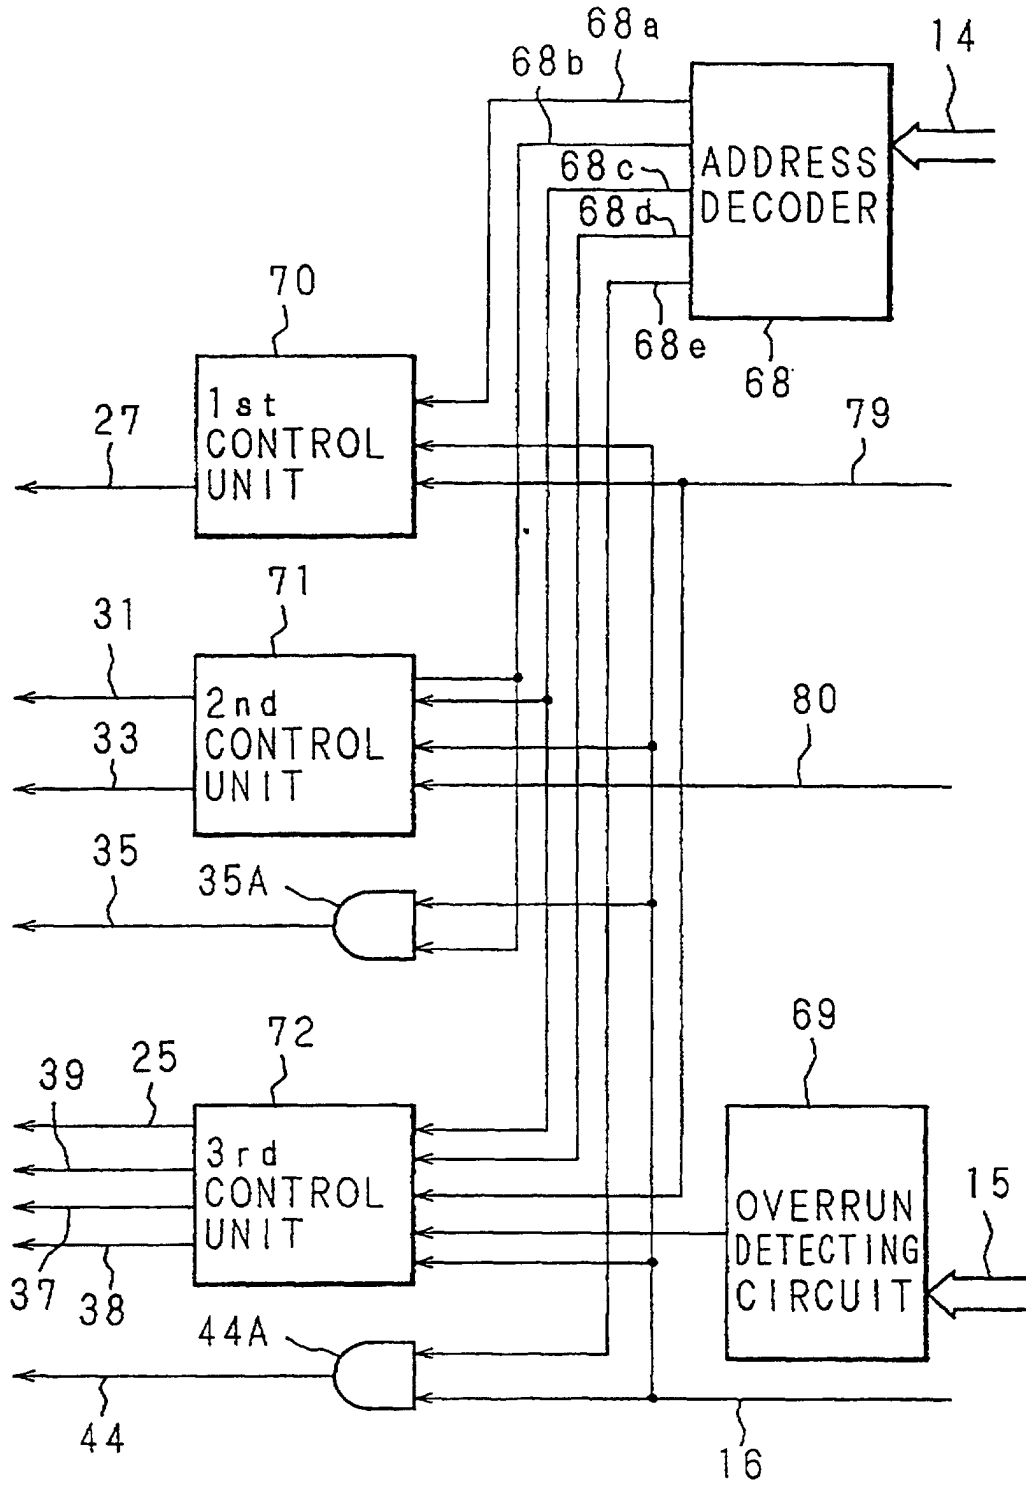 68a
14
68b
68c
ADDRESS
DECODER
68d
70
68e
68
1st
CONTROL
UNIT
27
79
71
31
2nd
CONTROL
UNIT
80
33
35
35A
69
72
25
39
3rd
CONTROL
UNIT
15
OVERRUN
DETECTING
CIRCUIT
37
38
44A
44
16